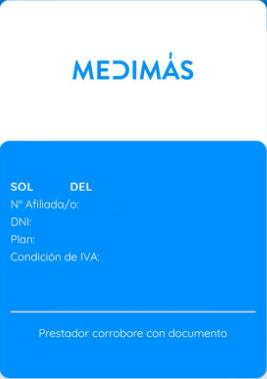 MEDIMÁS
SOL DEL
N° Afiliada/o:
DNI:
Plan:
Condición de IVA:
Prestador corrobore con documento